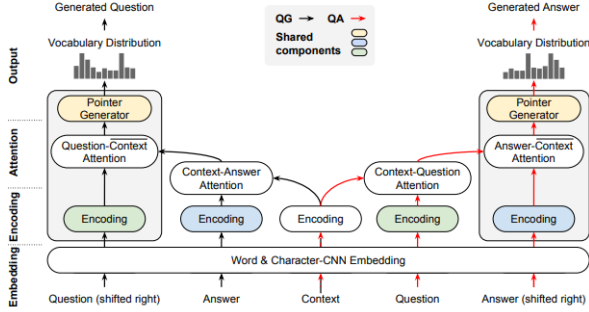 Generated Question
Generated Answer
QG
QA
Shared
components
Vocabulary Distribution
Vocabulary Distribution
Output
Pointer
Generator
Pointer
Generator
Attention
Question-Context
Attention
Answer-Context
Attention
Context-Answer
Attention
Context-Question
Attention
Encoding
Encoding
Encoding
Encoding
Encoding
Encoding
Embedding
Word & Character-CNN Embedding
Question (shifted right)
Answer
Context
Question
Answer (shifted right)